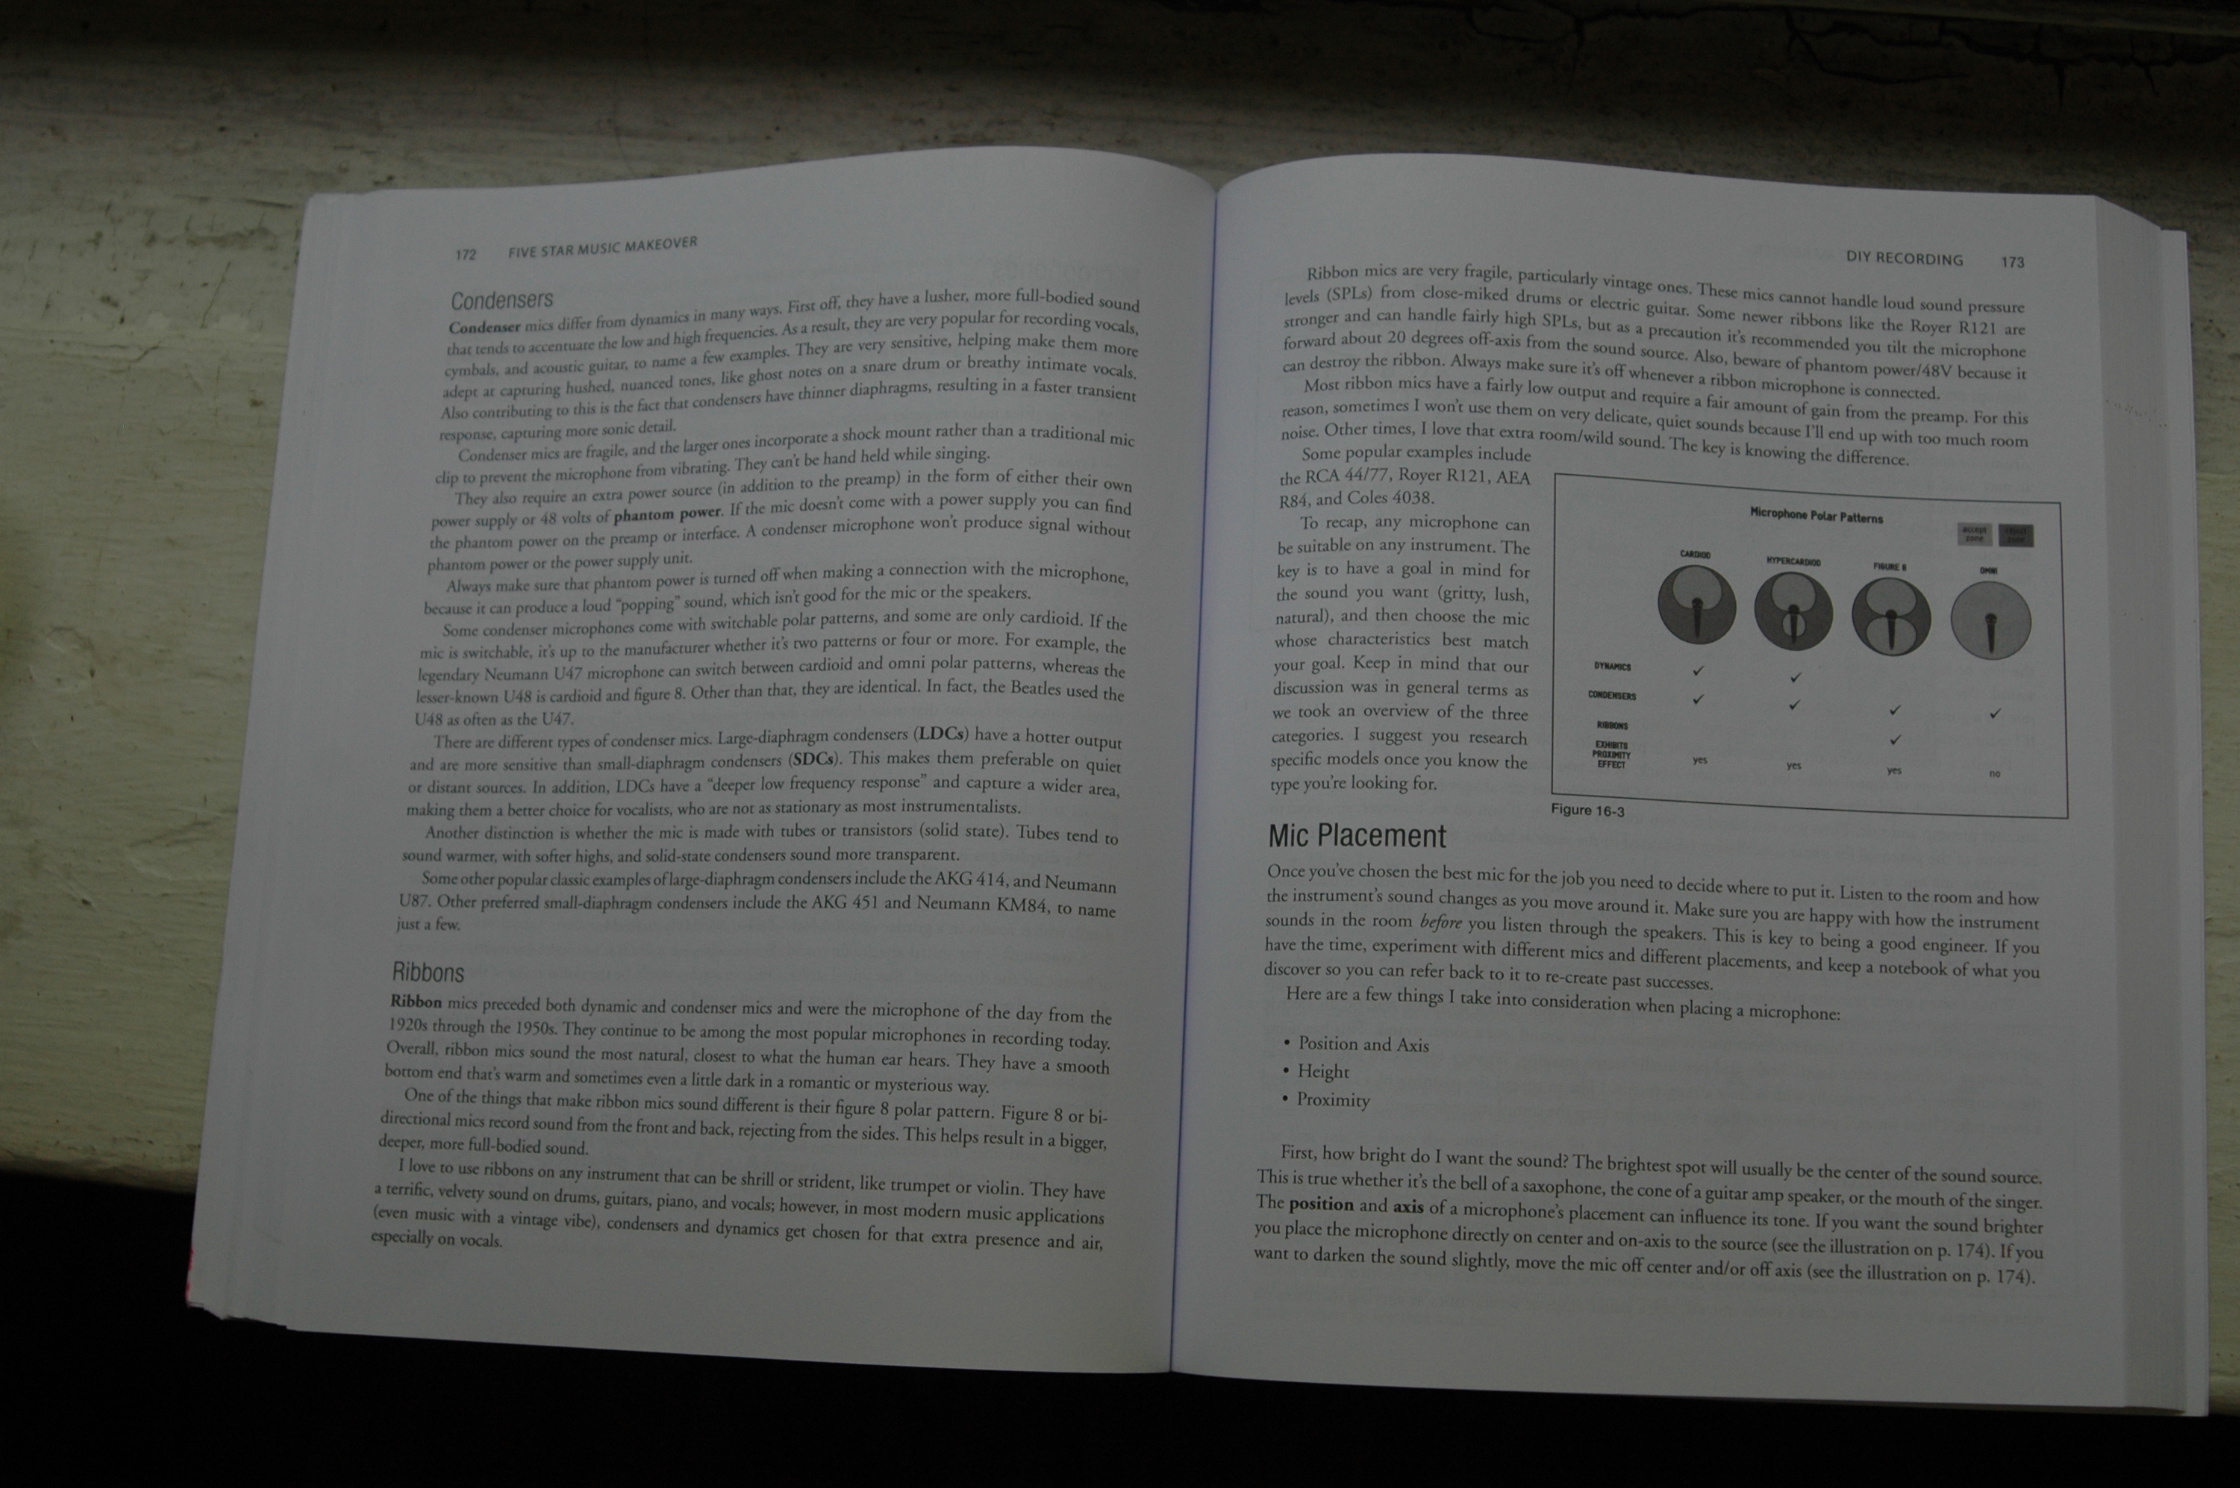 172 FIVE STAR MUSIC MAKEOVER
Condensers
Condenser mics differ from dynamics in many ways. First off, they have a lusher, more full-bodied sound
that tends to accentuate the low and high frequencies. As a result, they are very popular for recording vocals,
cymbals, and acoustic guitar, to name a few examples. They are very sensitive, helping make them more
adept at capturing hushed, nuanced tones, like ghost notes on a snare drum or breathy intimate vocals.
Also contributing to this is the fact that condensers have thinner diaphragms, resulting in a faster transient
response, capturing more sonic detail.
Condenser mics are fragile, and the larger ones incorporate a shock mount rather than a traditional mic
clip to prevent the microphone from vibrating. They can't be hand held while singing.
They also require an extra power source (in addition to the preamp) in the form of either their own
power supply or 48 volts of phantom power. If the mic doesn't come with a power supply you can find
the phantom power on the preamp or interface. A condenser microphone won't produce signal without
phantom power or the power supply unit.
Always make sure that phantom power is turned off when making a connection with the microphone,
because it can produce a loud "popping" sound, which isn't good for the mic or the speakers.
Some condenser microphones come with switchable polar patterns, and some are only cardioid. If the
mic is switchable, it's up to the manufacturer whether it's two patterns or four or more. For example, the
legendary Neumann U47 microphone can switch between cardioid and omni polar patterns, whereas the
lesser-known U48 is cardioid and figure 8. Other than that, they are identical. In fact, the Beatles used the
U48 as often as the U47.
There are different types of condenser mics. Large-diaphragm condensers (LDCs) have a hotter output
and are more sensitive than small-diaphragm condensers (SDCs). This makes them preferable on quiet
or distant sources. In addition, LDCs have a "deeper low frequency response" and capture a wider area,
making them a better choice for vocalists, who are not as stationary as most instrumentalists.
Another distinction is whether the mic is made with tubes or transistors (solid state). Tubes tend to
sound warmer, with softer highs, and solid-state condensers sound more transparent.
Some other popular classic examples of large-diaphragm condensers include the AKG 414, and Neumann
U87. Other preferred small-diaphragm condensers include the AKG 451 and Neumann KM84, to name
just a few.
Ribbons
Ribbon mics preceded both dynamic and condenser mics and were the microphone of the day from the
1920s through the 1950s. They continue to be among the most popular microphones in recording today.
Overall, ribbon mics sound the most natural, closest to what the human ear hears. They have a smooth
bottom end that's warm and sometimes even a little dark in a romantic or mysterious way.
One of the things that make ribbon mics sound different is their figure 8 polar pattern. Figure 8 or bi-
directional mics record sound from the front and back, rejecting from the sides. This helps result in a bigger,
deeper, more full-bodied sound.
I love to use ribbons on any instrument that can be shrill or strident, like trumpet or violin. They have
a terrific, velvety sound on drums, guitars, piano, and vocals; however, in most modern music applications
(even music with a vintage vibe), condensers and dynamics get chosen for that extra presence and air,
especially on vocals.
DIY RECORDING 173
Ribbon mics are very fragile, particularly vintage ones. These mics cannot handle loud sound pressure
levels (SPLs) from close-miked drums or electric guitar. Some newer ribbons like the Royer R121 are
stronger and can handle fairly high SPLs, but as a precaution it's recommended you tilt the microphone
forward about 20 degrees off-axis from the sound source. Also, beware of phantom power/48V because it
can destroy the ribbon. Always make sure it's off whenever a ribbon microphone is connected.
Most ribbon mics have a fairly low output and require a fair amount of gain from the preamp. For this
reason, sometimes I won't use them on very delicate, quiet sounds because I'll end up with too much room
noise. Other times, I love that extra room/wild sound. The key is knowing the difference.
Some popular examples include
the RCA 44/77, Royer R121, AEA
R84, and Coles 4038.
To recap, any microphone can
be suitable on any instrument. The
key is to have a goal in mind for
the sound you want (gritty, lush,
natural), and then choose the mic
whose characteristics best match
your goal. Keep in mind that our
discussion was in general terms as
we took an overview of the three
categories. I suggest you research
specific models once you know the
type you're looking for.
Microphone Polar Patterns
accept zone
reject zone
CARDIOID HYPERCARDIOID FIGURE 8 OMNI
DYNAMICS ✓ ✓
CONDENSERS ✓ ✓ ✓ ✓
RIBBONS ✓
EXHIBITS
PROXIMITY
EFFECT yes yes yes no
Figure 16-3
Mic Placement
Once you've chosen the best mic for the job you need to decide where to put it. Listen to the room and how
the instrument's sound changes as you move around it. Make sure you are happy with how the instrument
sounds in the room before you listen through the speakers. This is key to being a good engineer. If you
have the time, experiment with different mics and different placements, and keep a notebook of what you
discover so you can refer back to it to re-create past successes.
Here are a few things I take into consideration when placing a microphone:
• Position and Axis
• Height
• Proximity
First, how bright do I want the sound? The brightest spot will usually be the center of the sound source.
This is true whether it's the bell of a saxophone, the cone of a guitar amp speaker, or the mouth of the singer.
The position and axis of a microphone's placement can influence its tone. If you want the sound brighter
you place the microphone directly on center and on-axis to the source (see the illustration on p. 174). If you
want to darken the sound slightly, move the mic off center and/or off axis (see the illustration on p. 174).